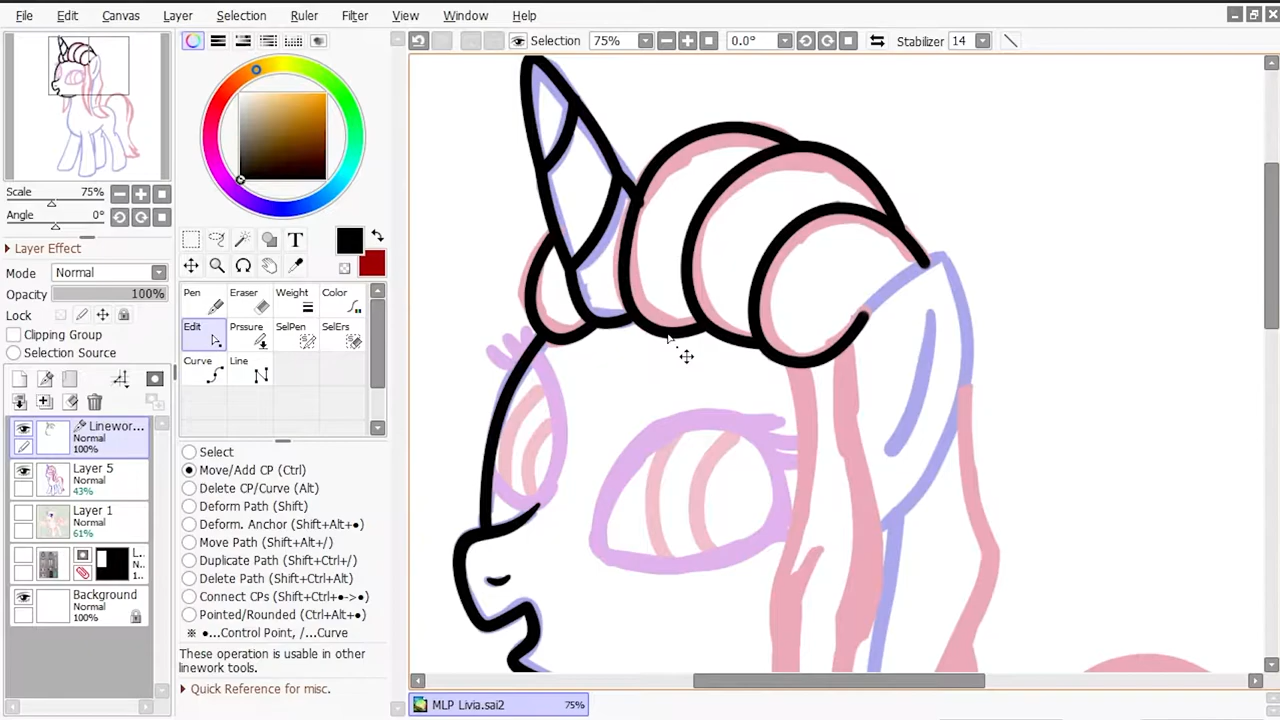 File Edit Layer Selection Ruler Filter View Window Help
Selection 75% 0.0° Stabilizer 14
Scale 75%
Angle 0°
Layer Effect
Mode Normal
Opacity 100%
Lock
Clipping Group
Selection Source
Linewor...
Normal
100%
Layer 5
Normal
43%
Layer 1
Normal
61%
L..
N..
1..
Background
Normal
100%
T
Pen Eraser Weight Color
Edit Prssure SelPen SelErs
Curve Line
Select
Move/Add CP (Ctrl)
Delete CP/Curve (Alt)
Deform Path (Shift)
Deform. Anchor (Shift+Alt+●)
Move Path (Shift+Alt+/)
Duplicate Path (Shift+Ctrl+/)
Delete Path (Shift+Ctrl+Alt)
Connect CPs (Shift+Ctrl+●->●)
Pointed/Rounded (Ctrl+Alt+●)
※ ●...Control Point, /...Curve
These operation is usable in other
linework tools.
Quick Reference for misc.
MLP Livia.sai2 75%